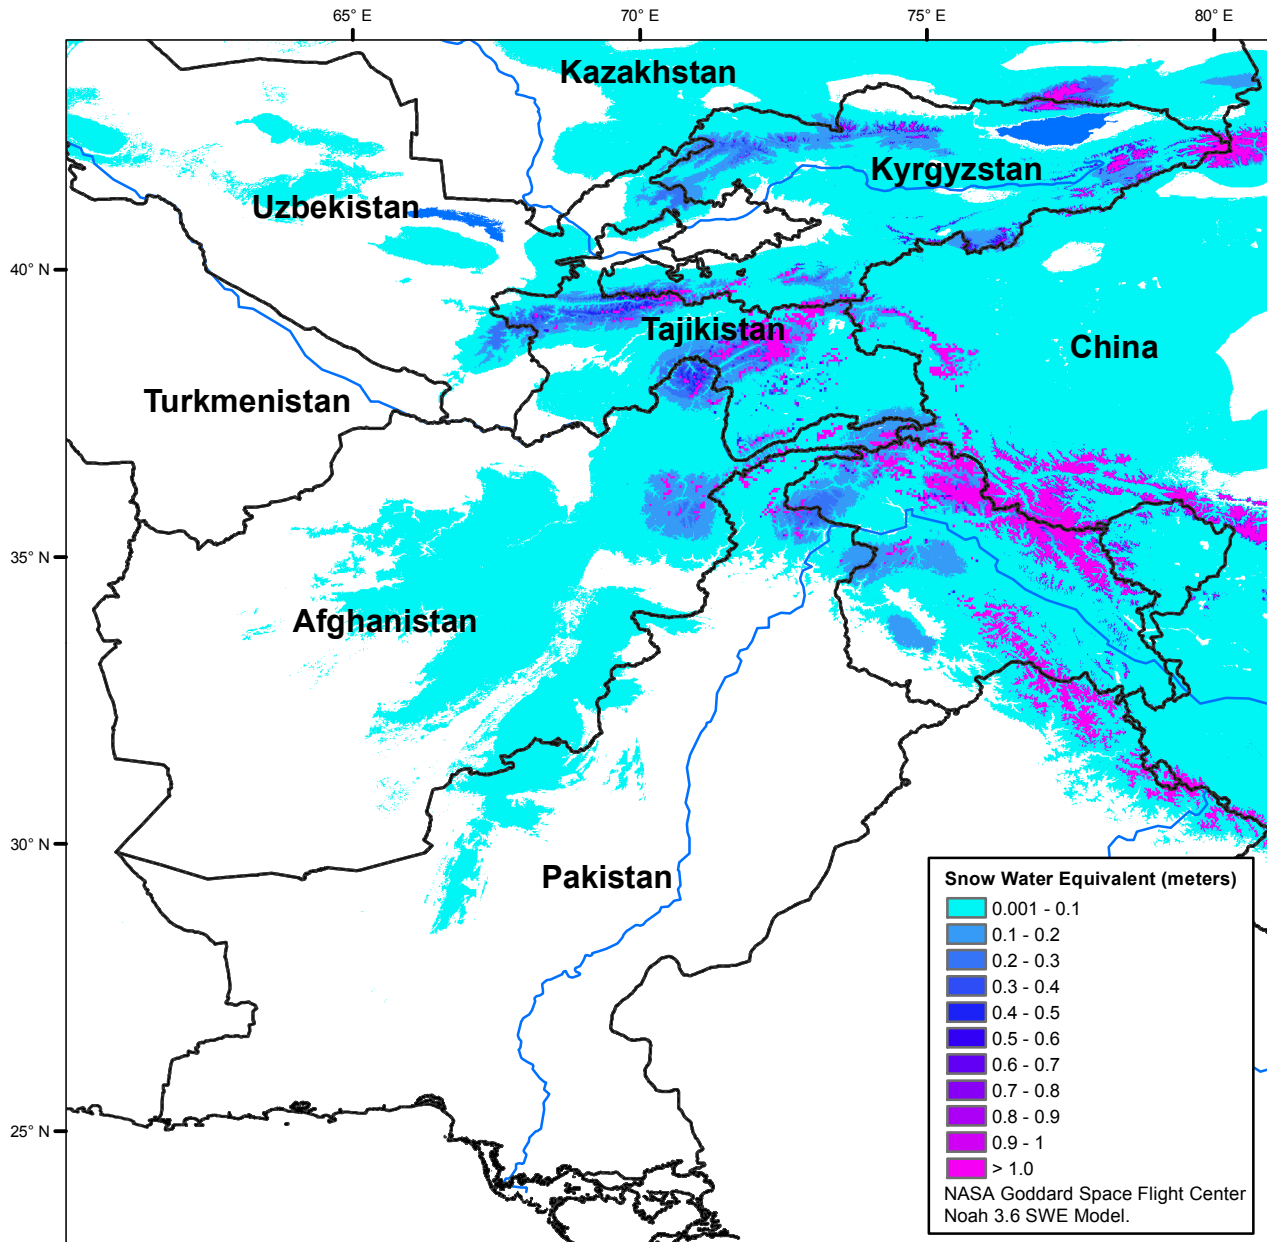 65° E
70° E
75° E
80° E
Kazakhstan
Kyrgyzstan
Uzbekistan
40° N
Tajikistan
China
Turkmenistan
35° N
Afghanistan
30° N
Pakistan
25° N
Snow Water Equivalent (meters)
0.001 - 0.1
0.1 - 0.2
0.2 - 0.3
0.3 - 0.4
0.4 - 0.5
0.5 - 0.6
0.6 - 0.7
0.7 - 0.8
0.8 - 0.9
0.9 - 1
> 1.0
NASA Goddard Space Flight Center
Noah 3.6 SWE Model.